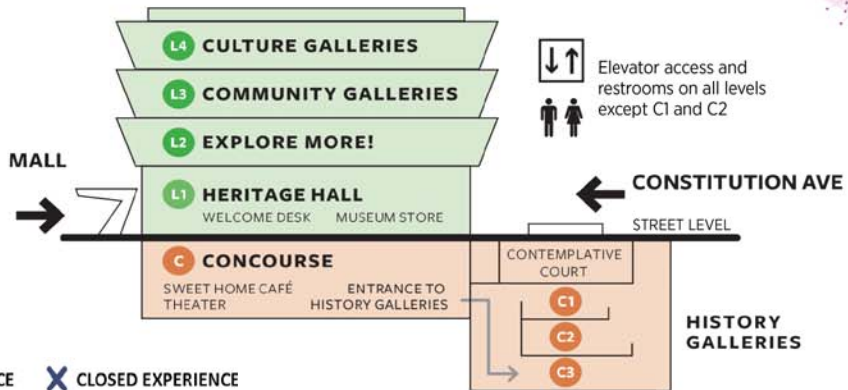 L4 CULTURE GALLERIES
L3 COMMUNITY GALLERIES
L2 EXPLORE MORE!
L1 HERITAGE HALL
WELCOME DESK MUSEUM STORE
Elevator access and
restrooms on all levels
except C1 and C2
MALL
CONSTITUTION AVE
STREET LEVEL
C CONCOURSE
SWEET HOME CAFÉ
THEATER
ENTRANCE TO
HISTORY GALLERIES
CONTEMPLATIVE
COURT
C1
C2
C3
HISTORY
GALLERIES
CLOSED EXPERIENCE